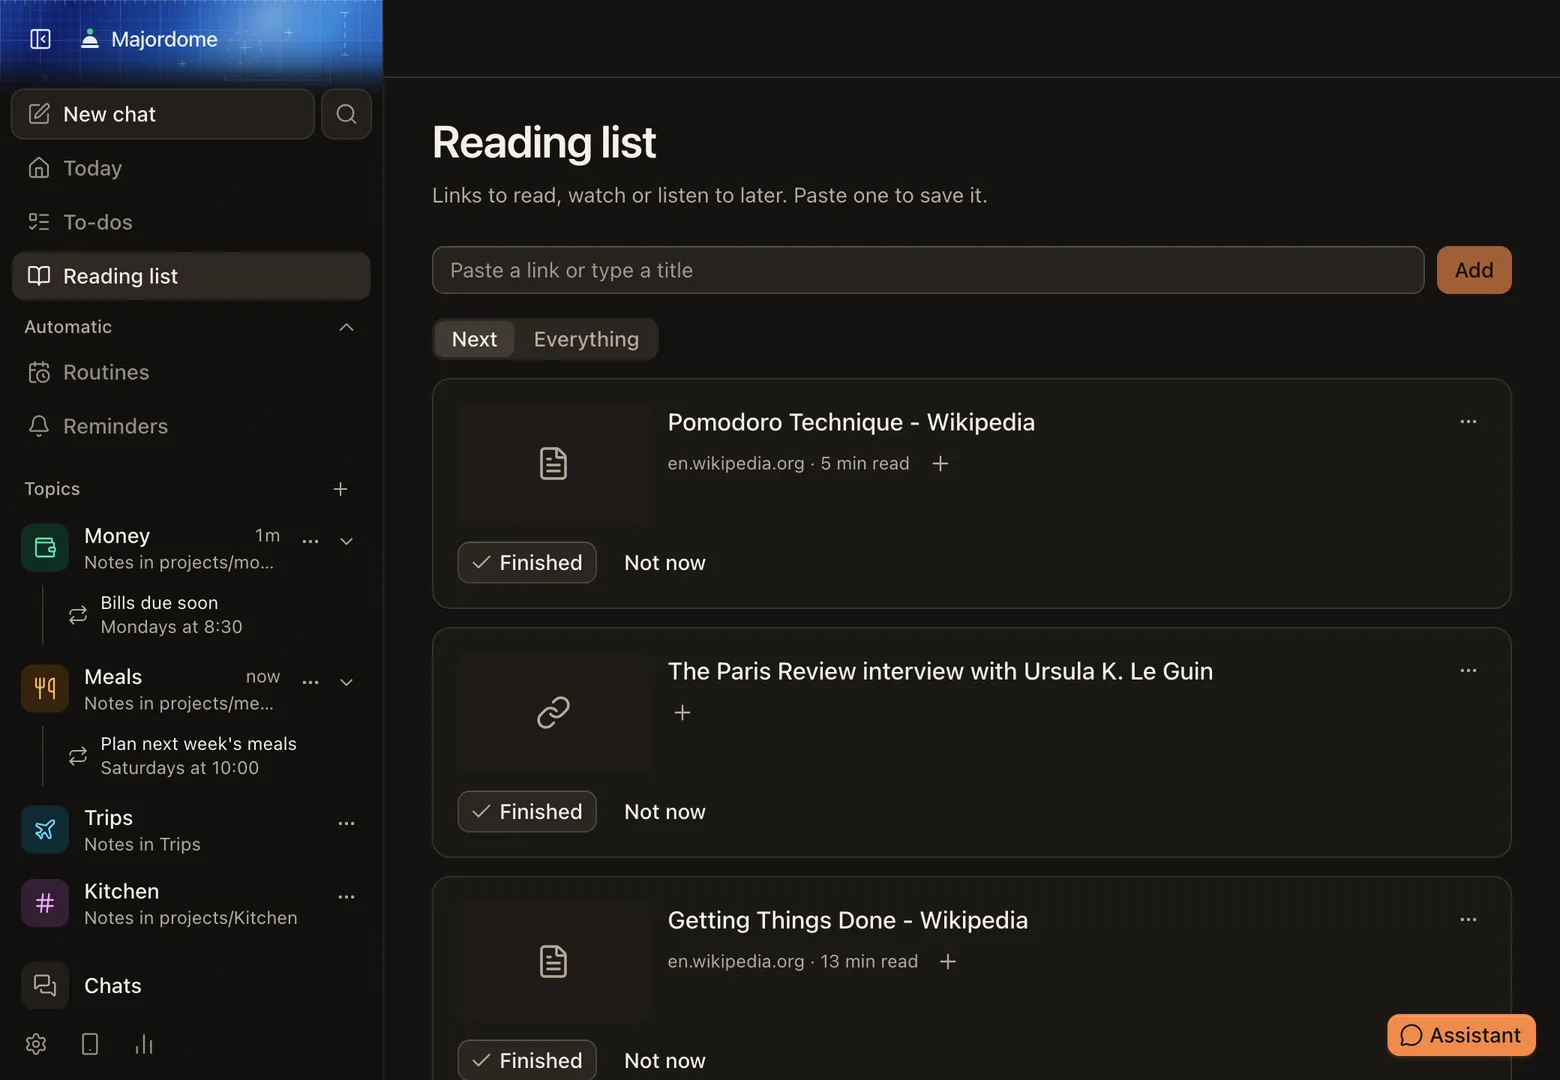 Majordome
New chat
Today
To-dos
Reading list
Automatic
Routines
Reminders
Topics
Money 1m
Notes in projects/mo...
Bills due soon
Mondays at 8:30
Meals now
Notes in projects/me...
Plan next week's meals
Saturdays at 10:00
Trips
Notes in Trips
Kitchen
Notes in projects/Kitchen
Chats
Reading list
Links to read, watch or listen to later. Paste one to save it.
Paste a link or type a title
Add
Next Everything
Pomodoro Technique - Wikipedia
en.wikipedia.org · 5 min read
Finished Not now
The Paris Review interview with Ursula K. Le Guin
Finished Not now
Getting Things Done - Wikipedia
en.wikipedia.org · 13 min read
Finished Not now
Assistant